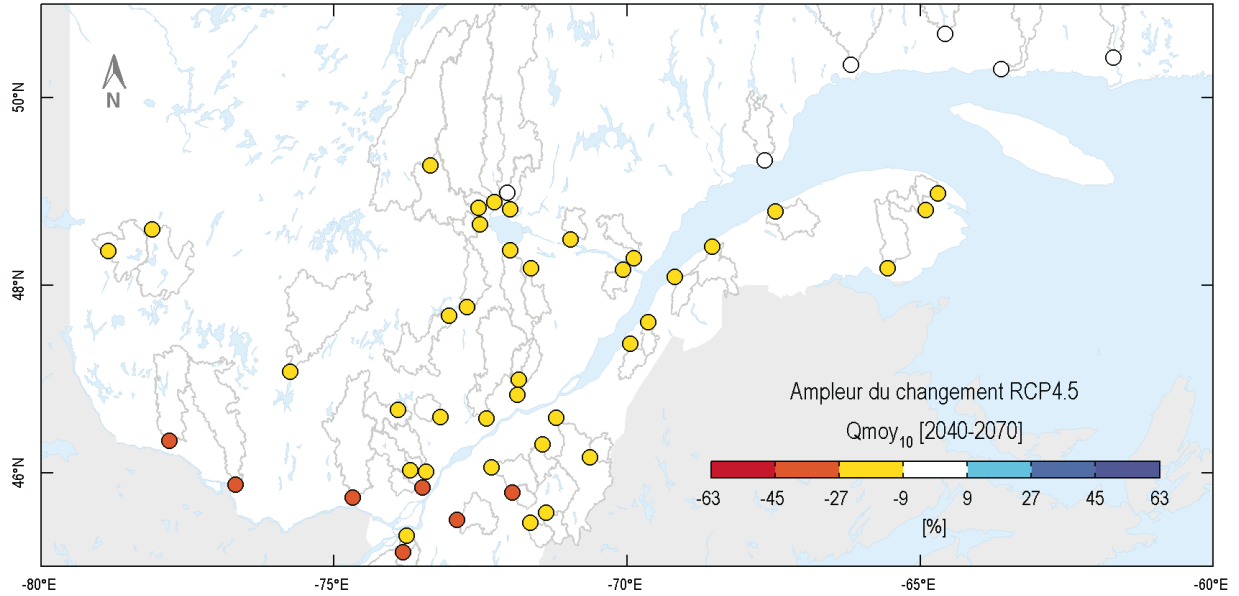 50°N
48°N
46°N
N
Ampleur du changement RCP4.5
Qmoy10 [2040-2070]
-63 -45 -27 -9 9 27 45 63
[%]
-80°E -75°E -70°E -65°E -60°E